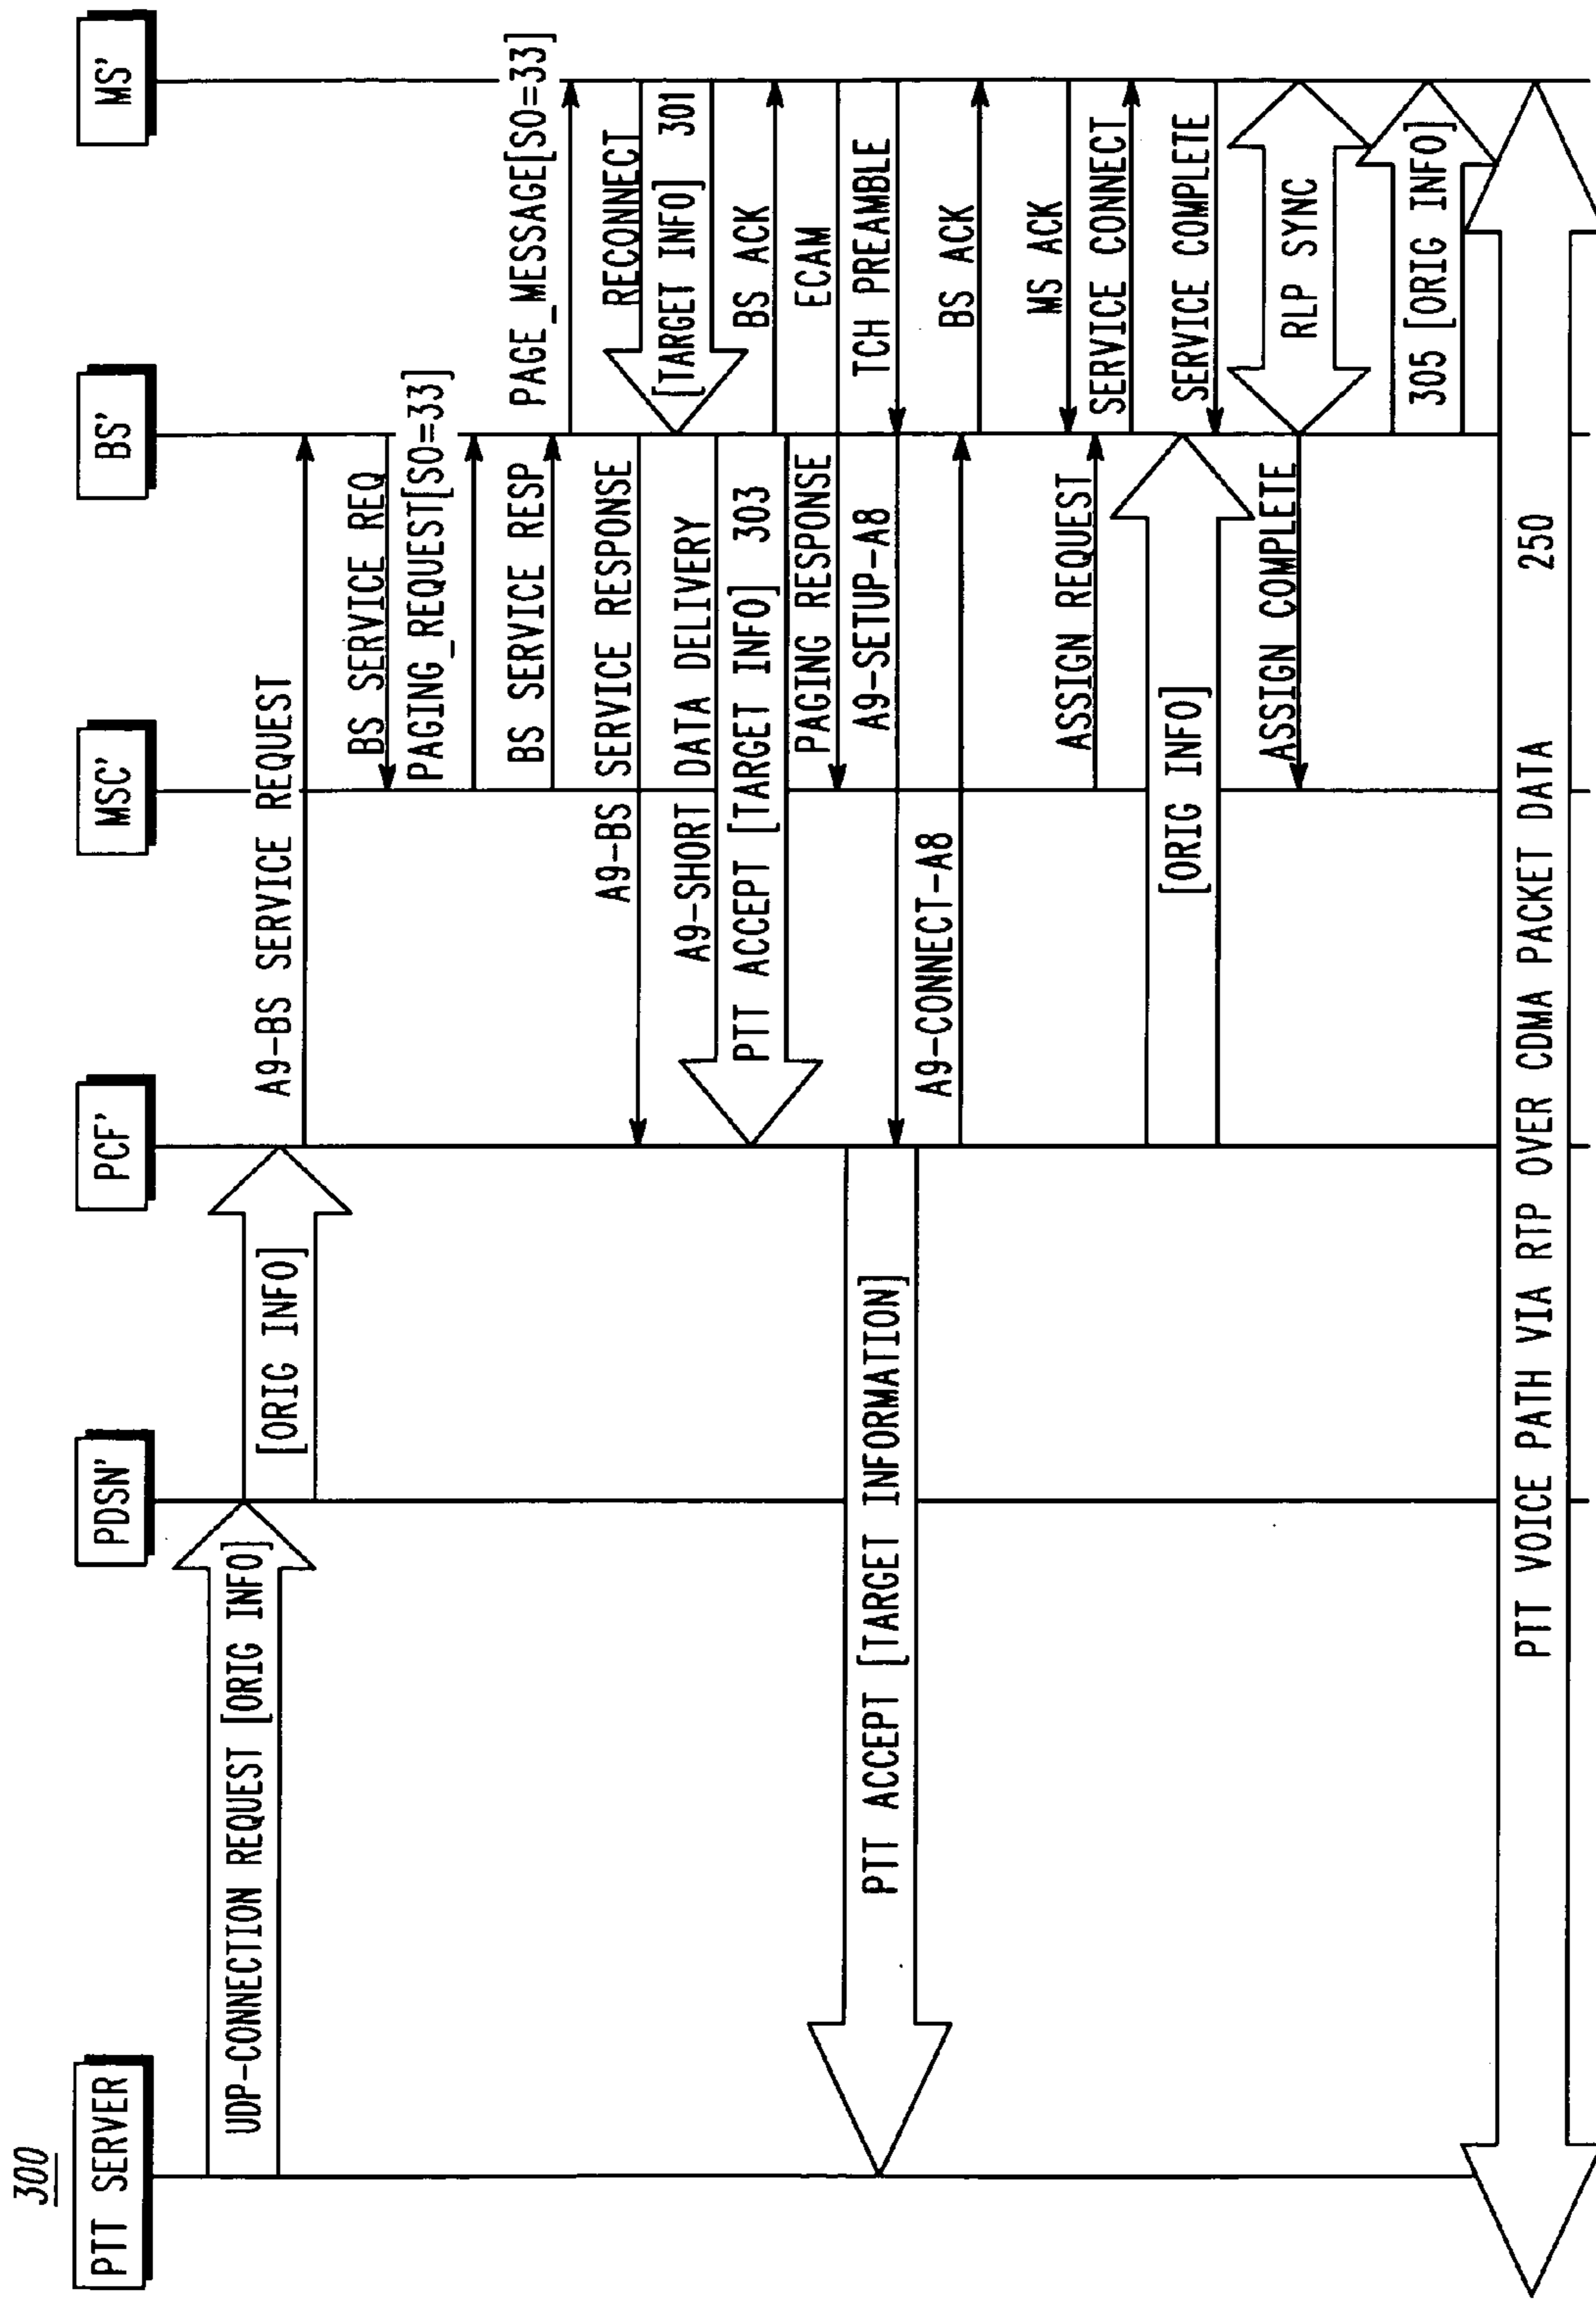 300
PTT SERVER
PDSN'
PCF'
MSC'
BS'
MS'
UDP-CONNECTION REQUEST [ORIG INFO]
[ORIG INFO]
A9-BS SERVICE REQUEST
BS SERVICE REQ
PAGING_REQUEST[SO=33]
BS SERVICE RESP
PAGE_MESSAGE[SO=33]
A9-BS SERVICE RESPONSE
RECONNECT
[TARGET INFO] 301
A9-SHORT DATA DELIVERY
PTT ACCEPT [TARGET INFO] 303
BS ACK
PAGING RESPONSE
ECAM
PTT ACCEPT [TARGET INFORMATION]
A9-SETUP-A8
TCH PREAMBLE
A9-CONNECT-A8
BS ACK
MS ACK
ASSIGN REQUEST
SERVICE CONNECT
[ORIG INFO]
SERVICE COMPLETE
ASSIGN COMPLETE
RLP SYNC
305 [ORIG INFO]
PTT VOICE PATH VIA RTP OVER CDMA PACKET DATA 250